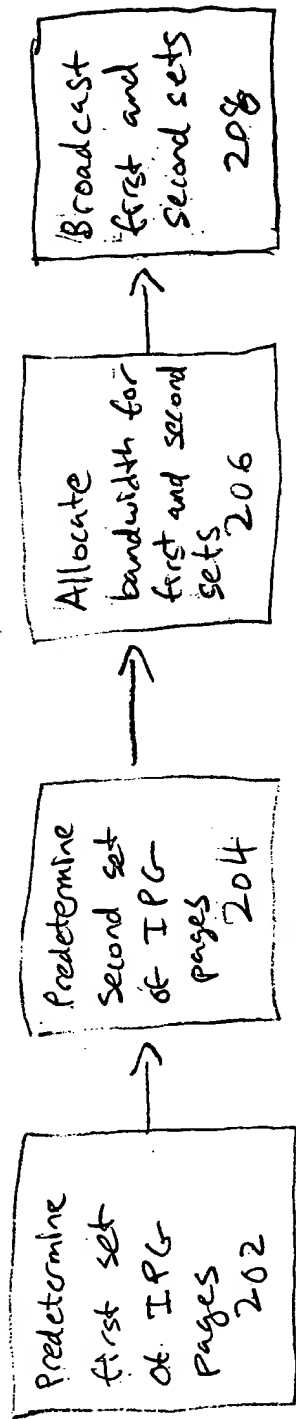 Predetermine
first set
of IPG
pages
202
Predetermine
second set
of IPG
pages
204
Allocate
bandwidth for
first and second
sets
206
Broadcast
first and
second sets
208